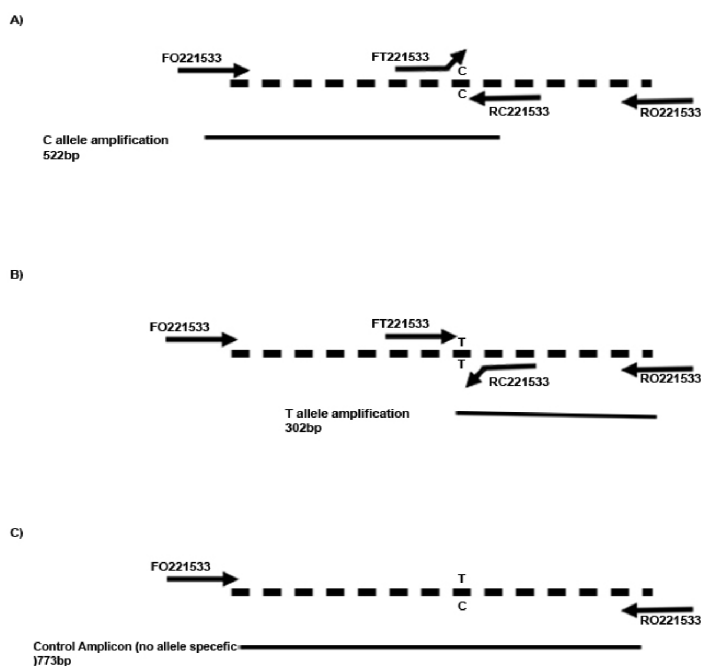 A)
FO221533
FT221533
C
C
RC221533
RO221533
C allele amplification
522bp
B)
FO221533
FT221533
T
T
RC221533
RO221533
T allele amplification
302bp
C)
FO221533
T
C
RO221533
Control Amplicon (no allele specefic
)773bp